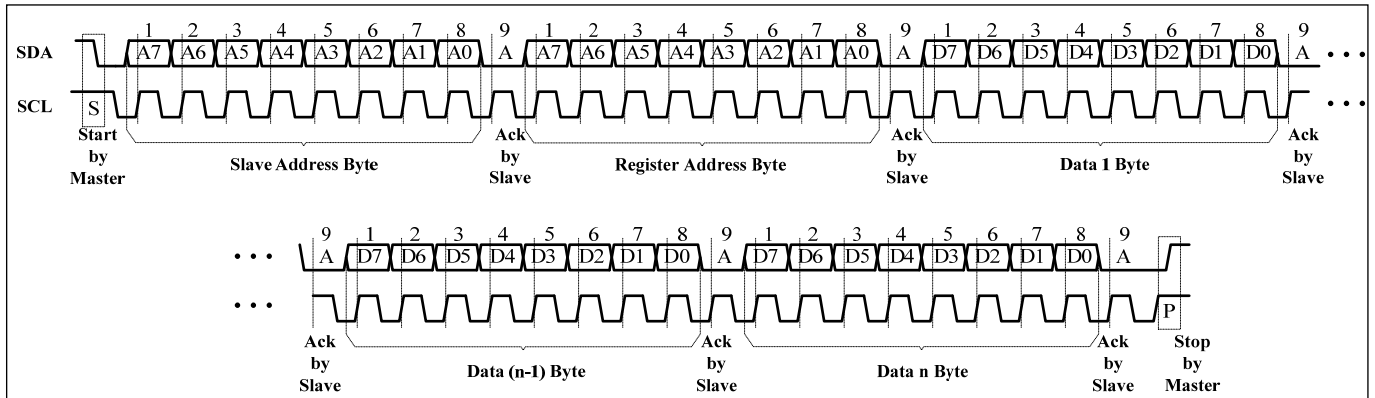 1 2 3 4 5 6 7 8 9 1 2 3 4 5 6 7 8 9 1 2 3 4 5 6 7 8 9
SDA A7 A6 A5 A4 A3 A2 A1 A0 A A7 A6 A5 A4 A3 A2 A1 A0 A D7 D6 D5 D4 D3 D2 D1 D0 A • • •
SCL S • • •
Start by Master
Slave Address Byte
Ack by Slave
Register Address Byte
Ack by Slave
Data 1 Byte
Ack by Slave
9 1 2 3 4 5 6 7 8 9 1 2 3 4 5 6 7 8 9
• • • A D7 D6 D5 D4 D3 D2 D1 D0 A D7 D6 D5 D4 D3 D2 D1 D0 A
• • • P
Ack by Slave
Data (n-1) Byte
Ack by Slave
Data n Byte
Ack by Slave
Stop by Master